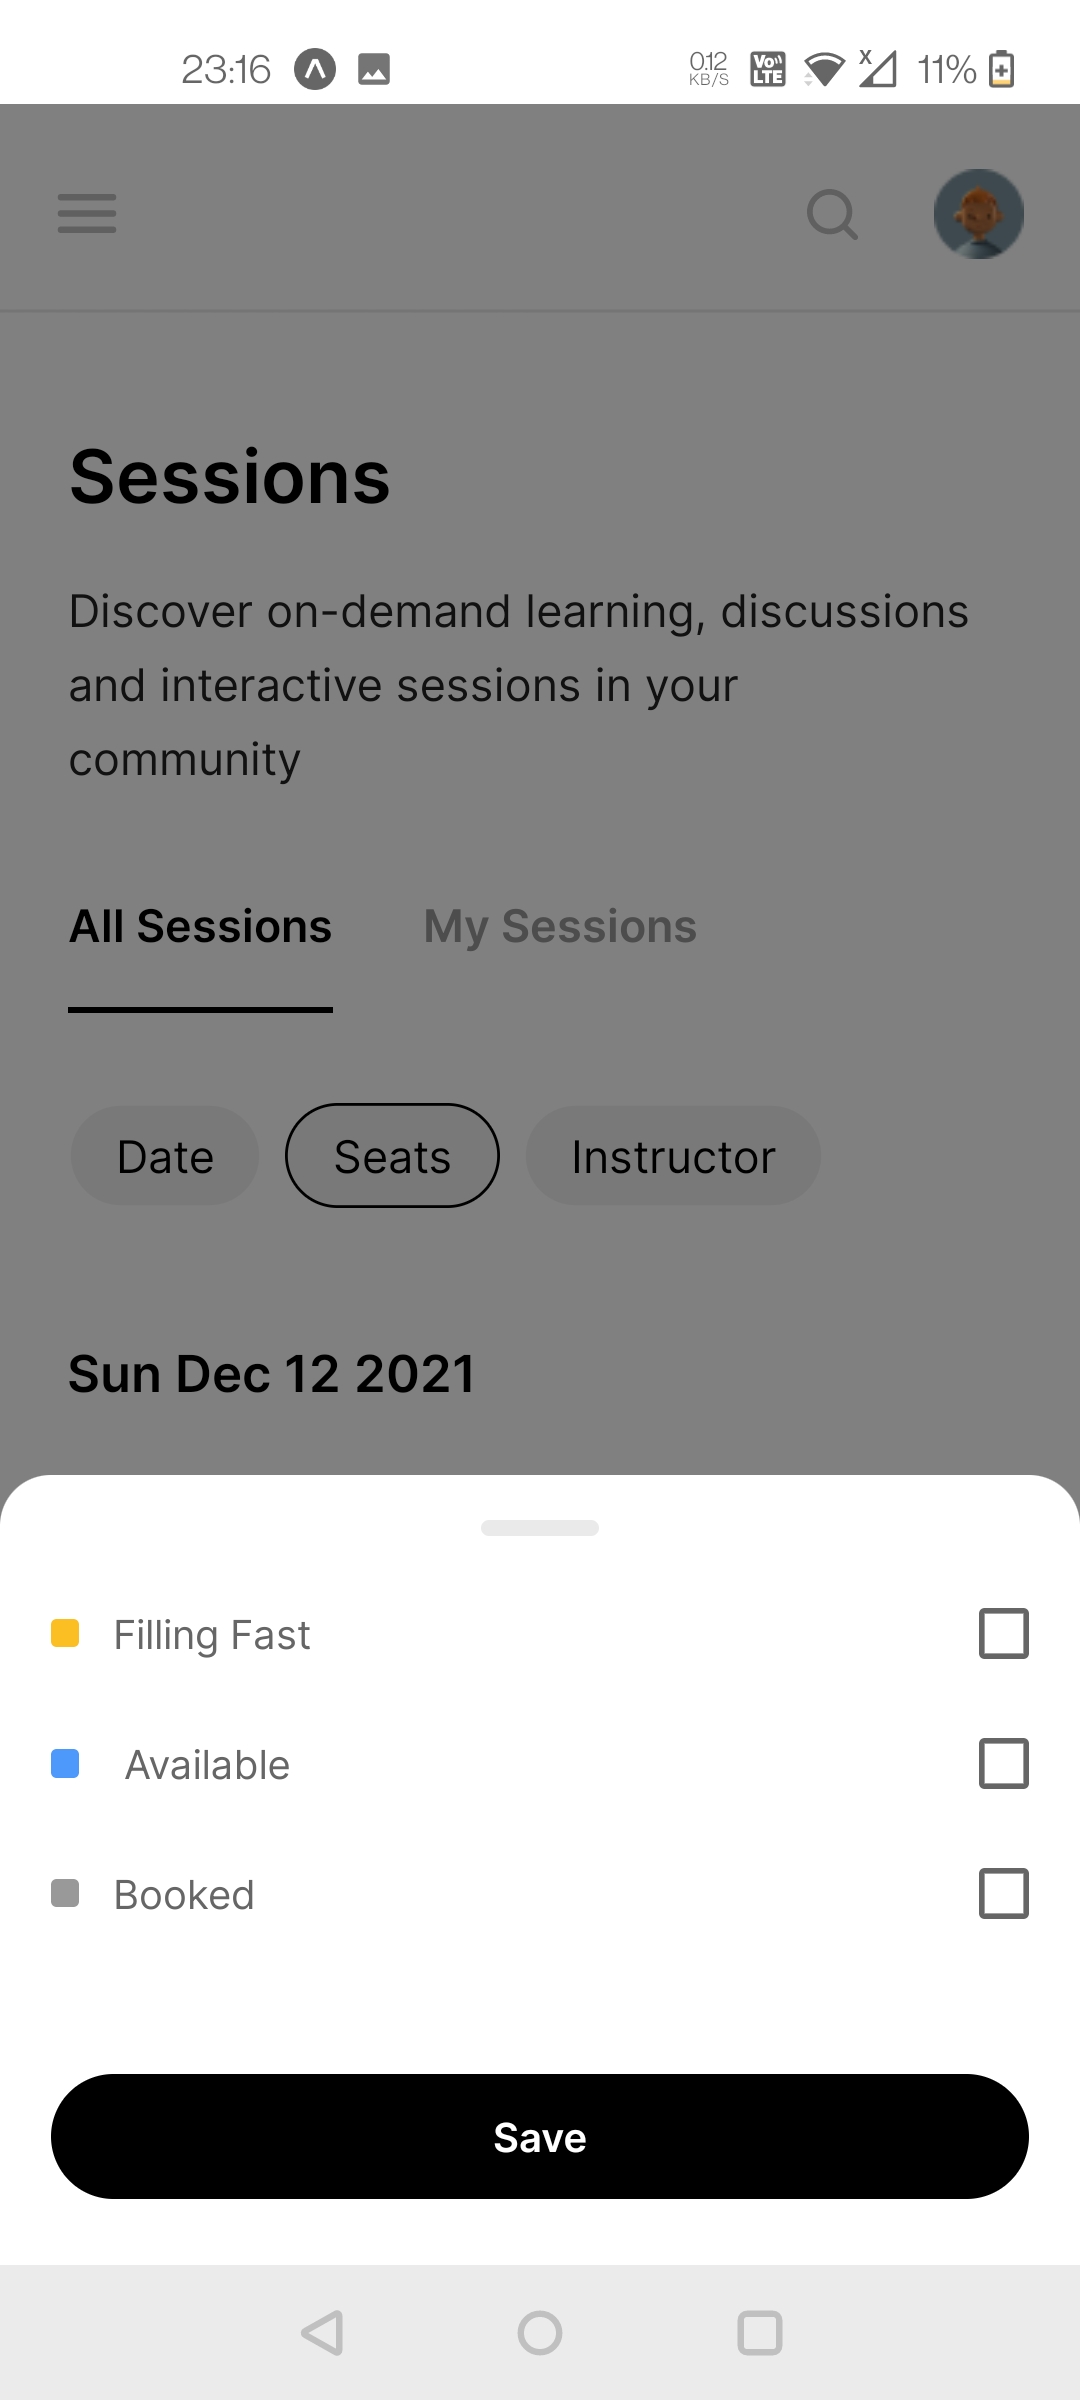 23:16
0.12
KB/S
Vo
LTE
X
11%
Sessions
Discover on-demand learning, discussions
and interactive sessions in your
community
All Sessions
My Sessions
Date
Seats
Instructor
Sun Dec 12 2021
Filling Fast
Available
Booked
Save